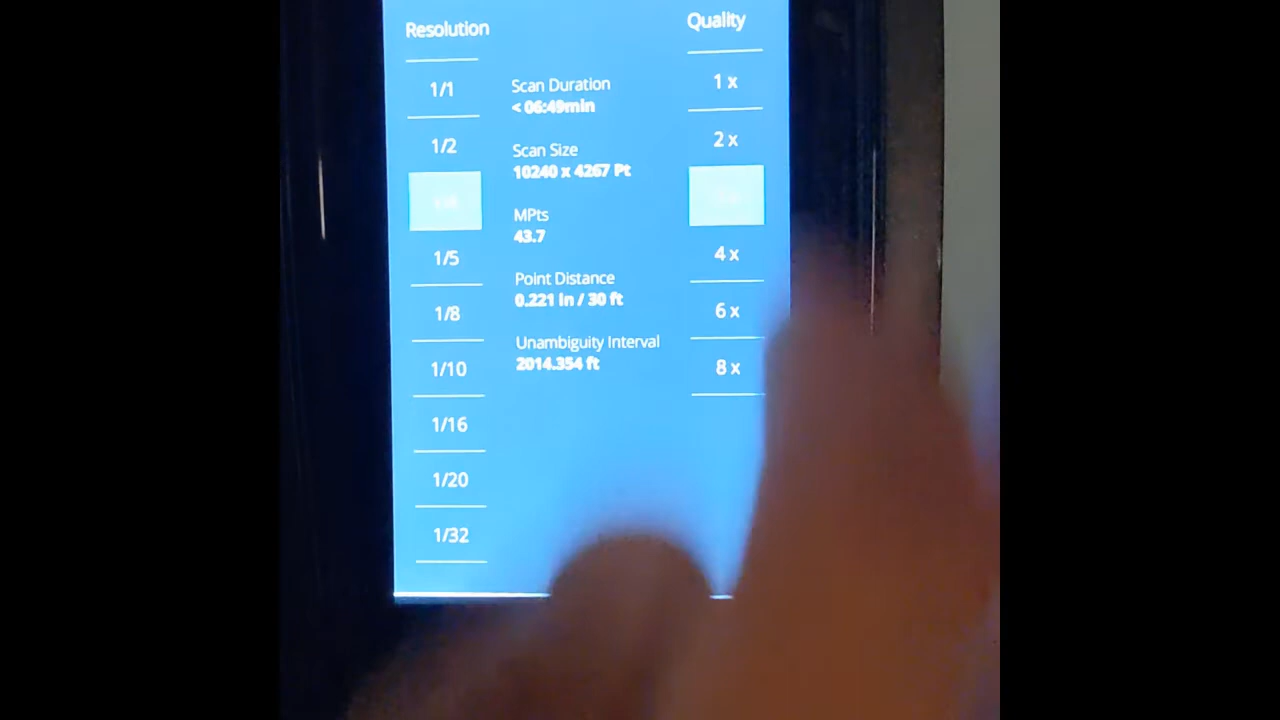 Resolution
Quality
1/1
1/2
1/5
1/8
1/10
1/16
1/20
1/32
Scan Duration
< 06:49min
Scan Size
10240 x 4267 Pt
MPts
43.7
Point Distance
0.221 in / 30 ft
Unambiguity Interval
2014.354 ft
1 x
2 x
4 x
6 x
8 x